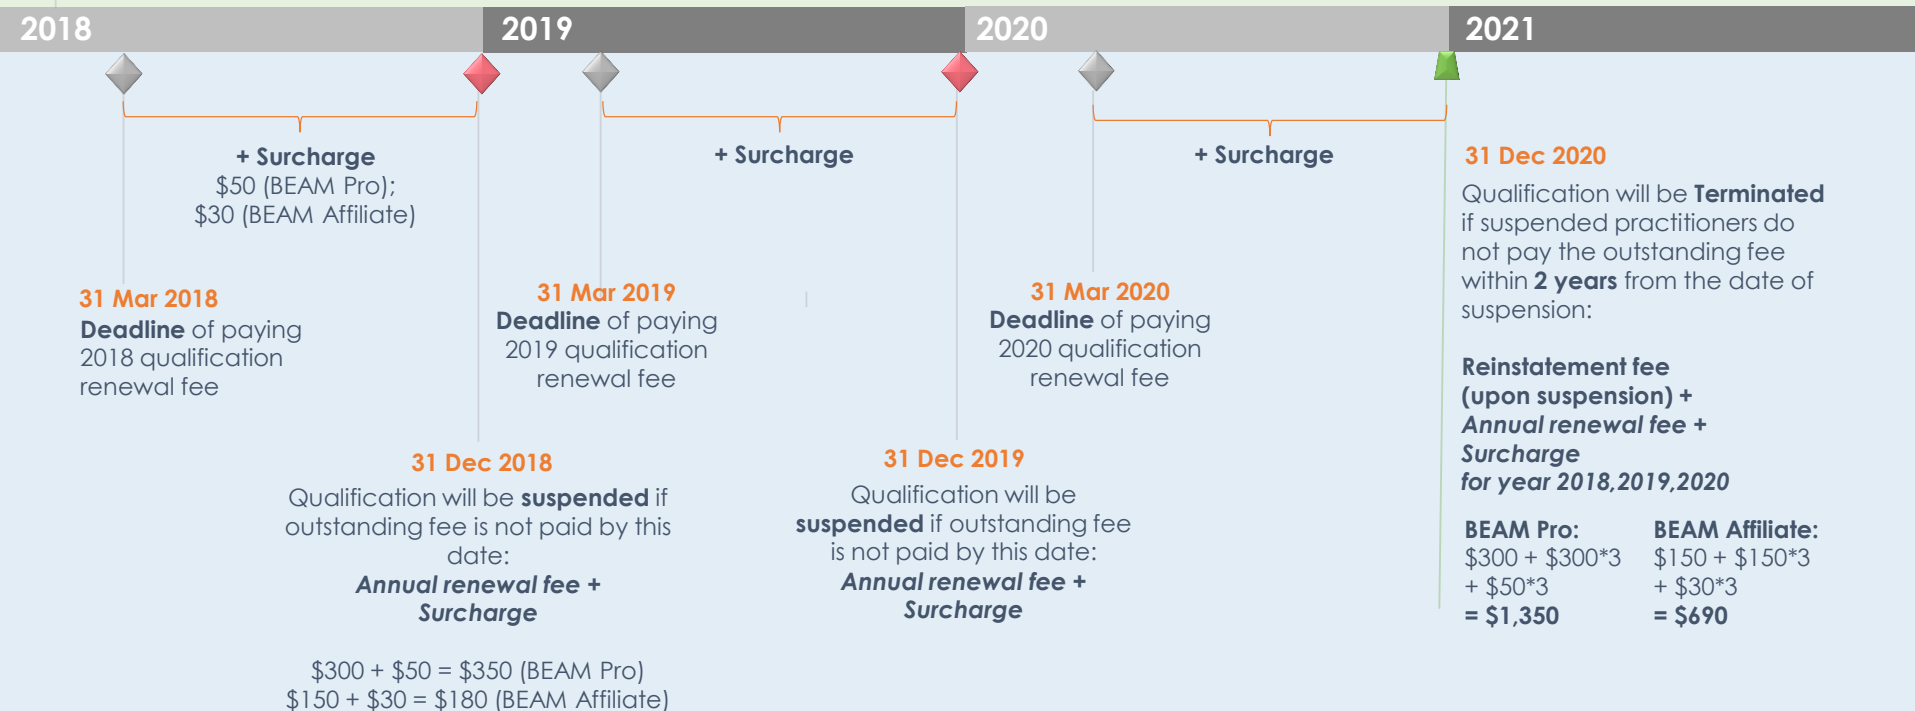 2018
2019
2020
2021
+ Surcharge
$50 (BEAM Pro);
$30 (BEAM Affiliate)
+ Surcharge
+ Surcharge
31 Mar 2018
Deadline of paying
2018 qualification
renewal fee
31 Mar 2019
Deadline of paying
2019 qualification
renewal fee
31 Mar 2020
Deadline of paying
2020 qualification
renewal fee
31 Dec 2018
Qualification will be suspended if
outstanding fee is not paid by this
date:
Annual renewal fee +
Surcharge
$300 + $50 = $350 (BEAM Pro)
$150 + $30 = $180 (BEAM Affiliate)
31 Dec 2019
Qualification will be
suspended if outstanding fee
is not paid by this date:
Annual renewal fee +
Surcharge
31 Dec 2020
Qualification will be Terminated
if suspended practitioners do
not pay the outstanding fee
within 2 years from the date of
suspension:
Reinstatement fee
(upon suspension) +
Annual renewal fee +
Surcharge
for year 2018,2019,2020
BEAM Pro:
$300 + $300*3
+ $50*3
= $1,350
BEAM Affiliate:
$150 + $150*3
+ $30*3
= $690